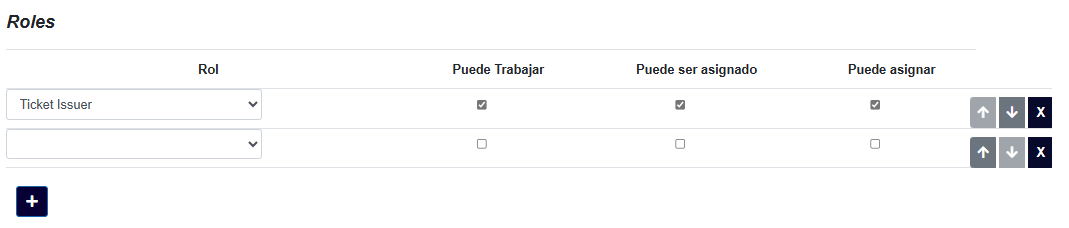 Roles
Rol Puede Trabajar Puede ser asignado Puede asignar
Ticket Issuer X
X
+